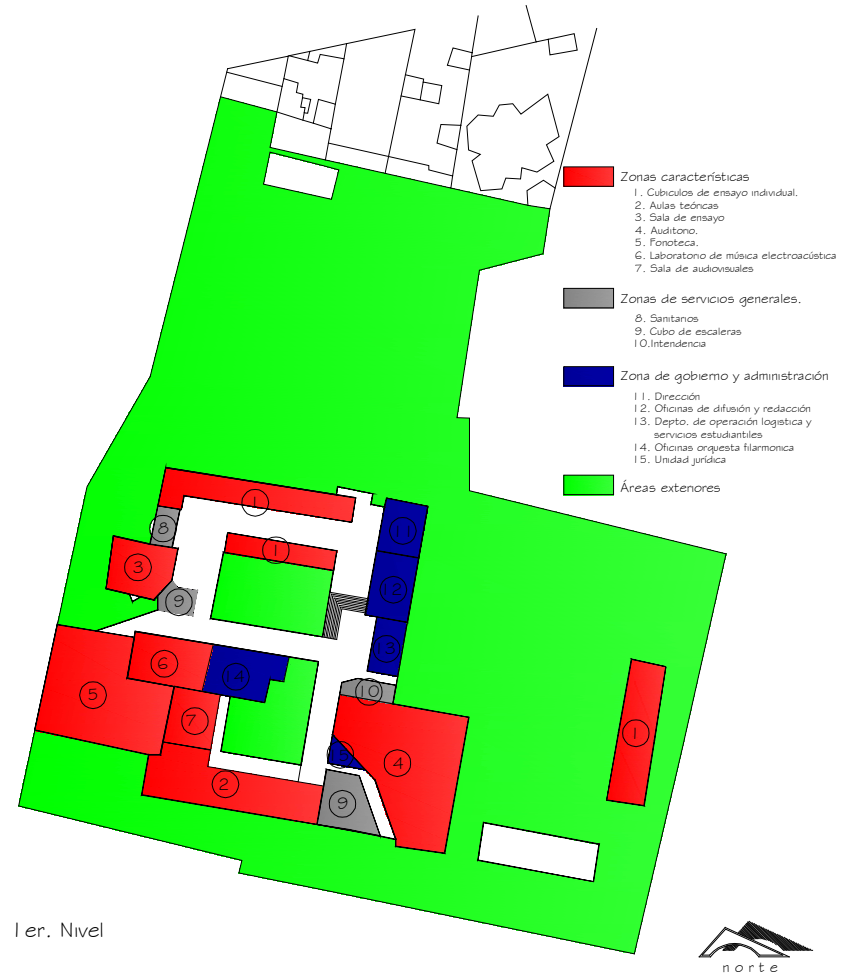 Zonas características
1. Cubiculos de ensayo individual.
2. Aulas teóricas
3. Sala de ensayo
4. Auditorio.
5. Fonoteca.
6. Laboratorio de música electroacústica
7. Sala de audiovisuales
Zonas de servicios generales.
8. Sanitarios
9. Cubo de escaleras
10.Intendencia
Zona de gobierno y administración
11. Dirección
12. Oficinas de difusión y redacción
13. Depto. de operación logistica y
servicios estudiantiles
14. Oficinas orquesta filarmonica
15. Unidad jurídica
Áreas exteriores
1
8
1
11
3
12
9
13
6
14
10
5
7
1
15
4
2
9
1er. Nivel
norte